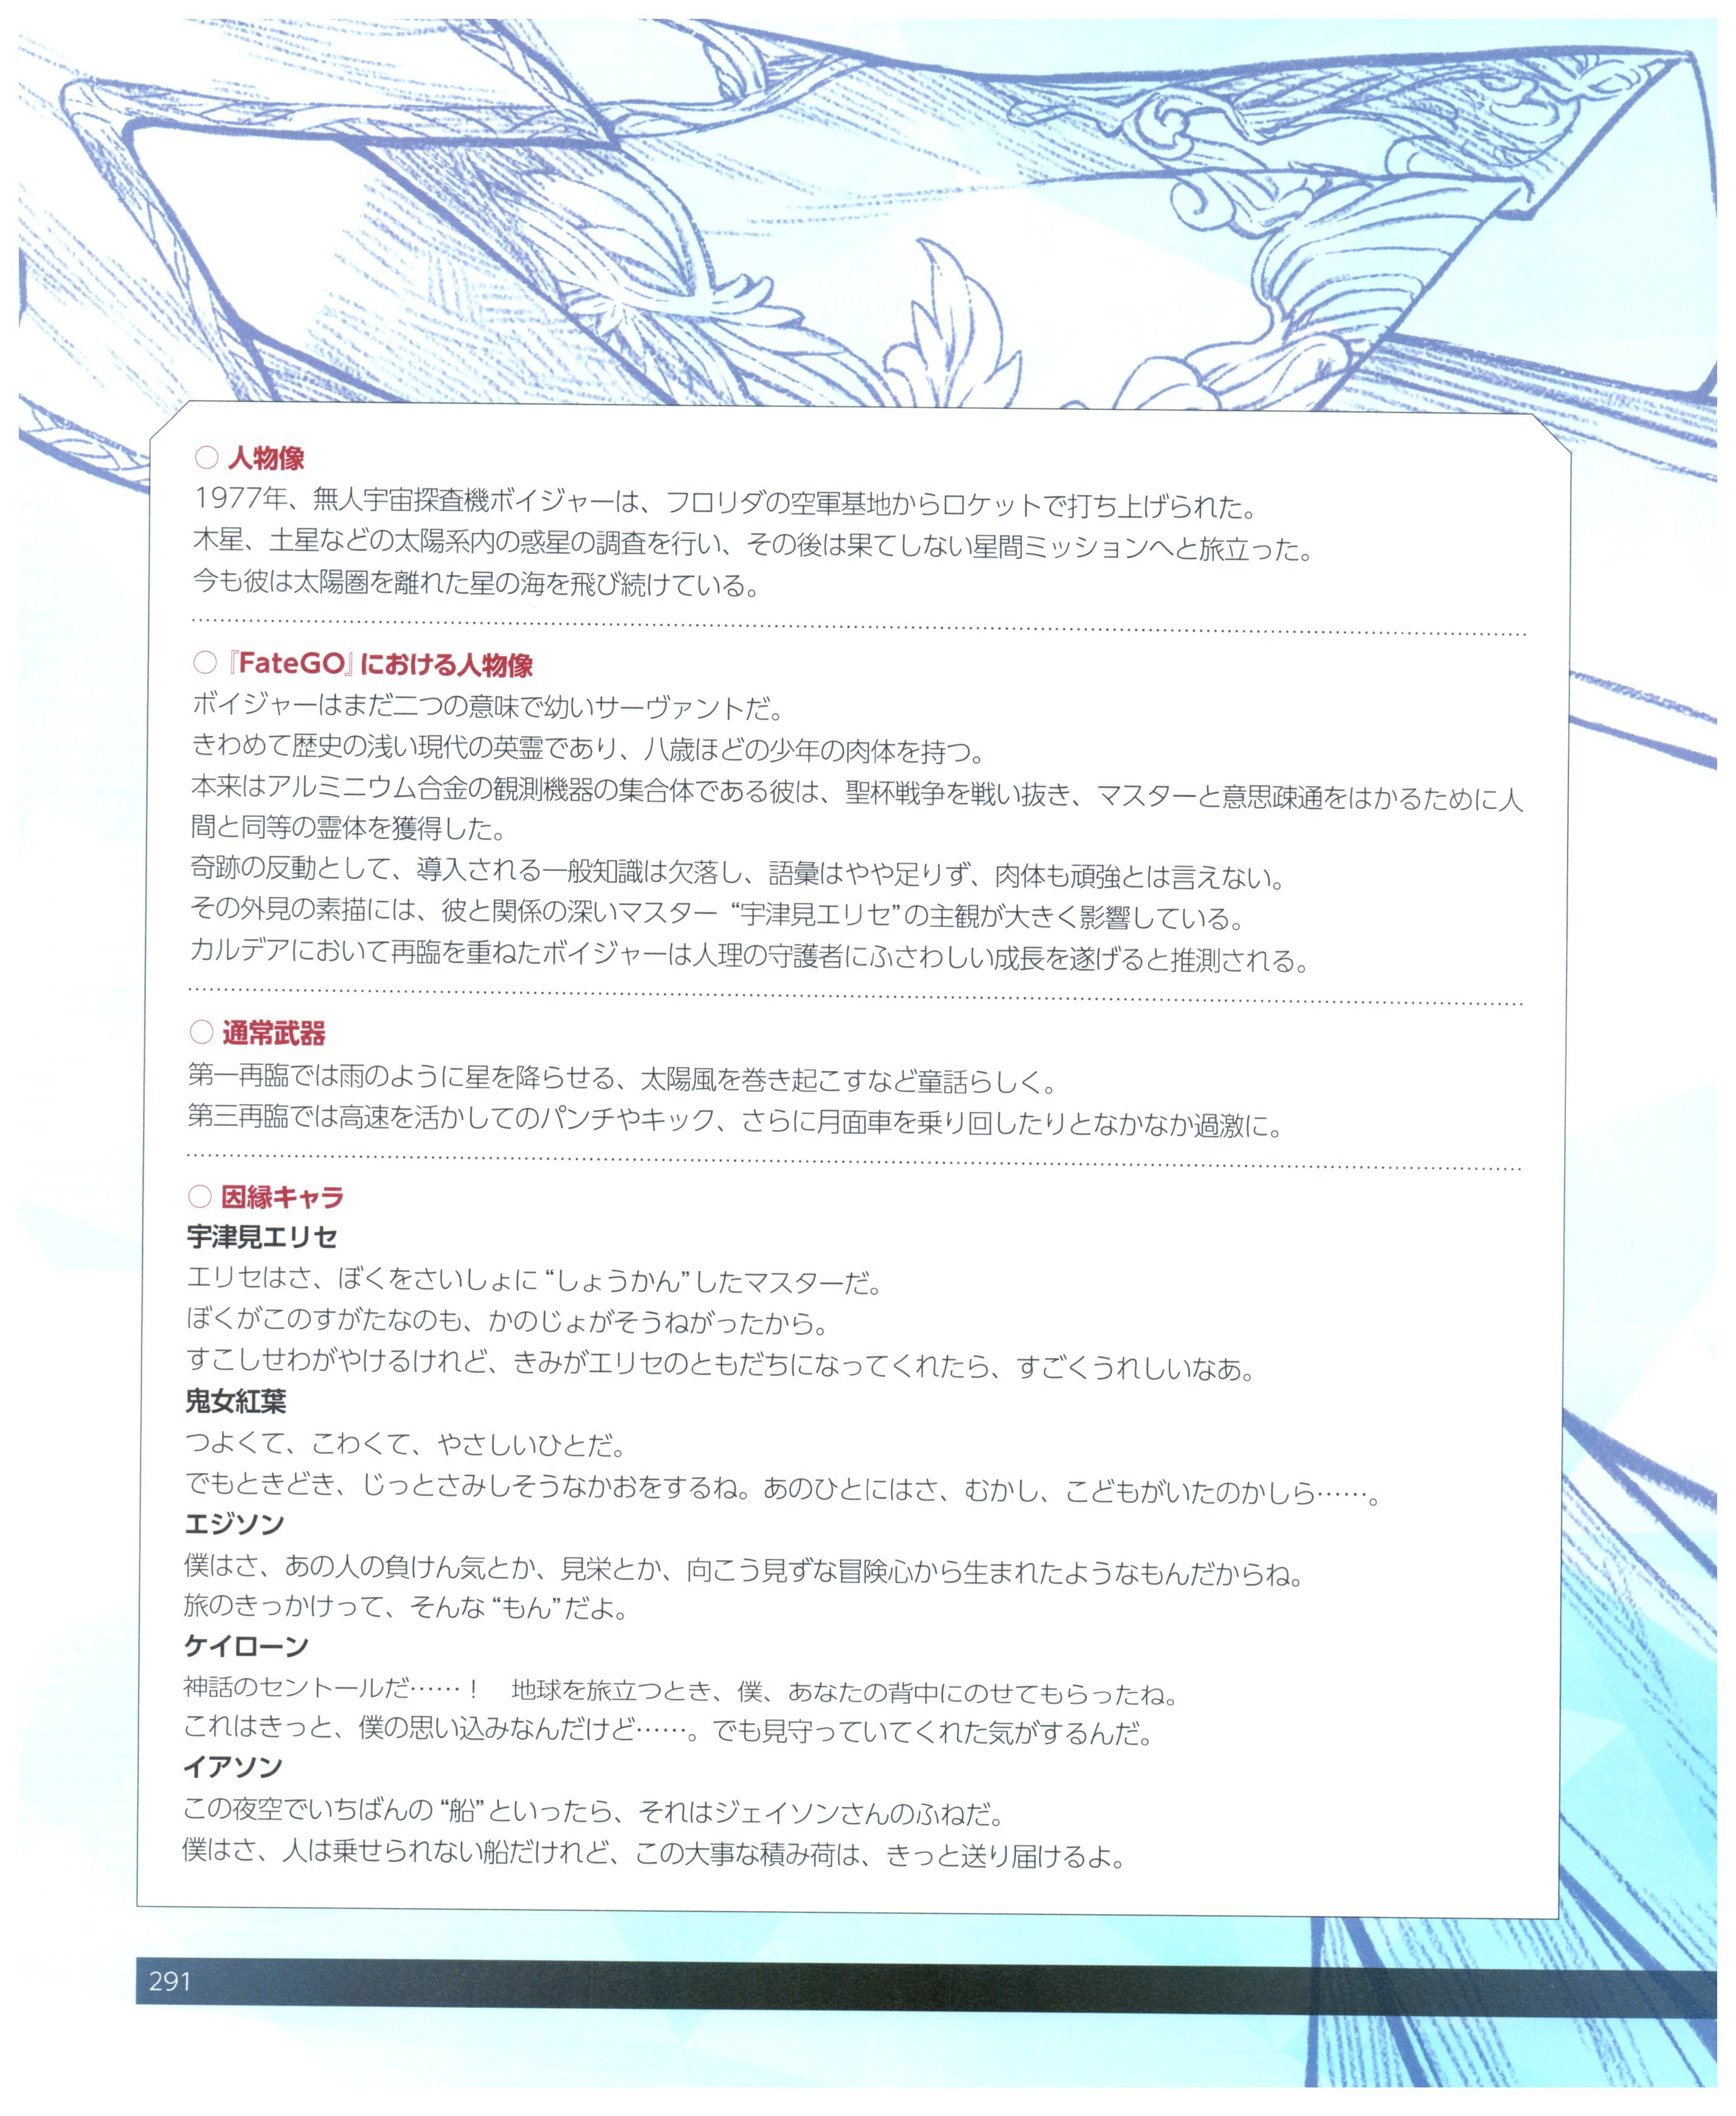 ○ 人物像
1977年、無人宇宙探査機ボイジャーは、フロリダの空軍基地からロケットで打ち上げられた。
木星、土星などの太陽系内の惑星の調査を行い、その後は果てしない星間ミッションへと旅立った。
今も彼は太陽圏を離れた星の海を飛び続けている。
○『FateGO』における人物像
ボイジャーはまだ二つの意味で幼いサーヴァントだ。
きわめて歴史の浅い現代の英霊であり、八歳ほどの少年の肉体を持つ。
本来はアルミニウム合金の観測機器の集合体である彼は、聖杯戦争を戦い抜き、マスターと意思疎通をはかるために人
間と同等の霊体を獲得した。
奇跡の反動として、導入される一般知識は欠落し、語彙はやや足りず、肉体も頑強とは言えない。
その外見の素描には、彼と関係の深いマスター “宇津見エリセ”の主観が大きく影響している。
カルデアにおいて再臨を重ねたボイジャーは人理の守護者にふさわしい成長を遂げると推測される。
○ 通常武器
第一再臨では雨のように星を降らせる、太陽風を巻き起こすなど童話らしく。
第三再臨では高速を活かしてのパンチやキック、さらに月面車を乗り回したりとなかなか過激に。
○ 因縁キャラ
宇津見エリセ
エリセはさ、ぼくをさいしょに“しょうかん”したマスターだ。
ぼくがこのすがたなのも、かのじょがそうねがったから。
すこしせわがやけるけれど、きみがエリセのともだちになってくれたら、すごくうれしいなあ。
鬼女紅葉
つよくて、こわくて、やさしいひとだ。
でもときどき、じっとさみしそうなかおをするね。あのひとにはさ、むかし、こどもがいたのかしら……。
エジソン
僕はさ、あの人の負けん気とか、見栄とか、向こう見ずな冒険心から生まれたようなもんだからね。
旅のきっかけって、そんな“もん”だよ。
ケイローン
神話のセントールだ……！　地球を旅立つとき、僕、あなたの背中にのせてもらったね。
これはきっと、僕の思い込みなんだけど……。でも見守っていてくれた気がするんだ。
イアソン
この夜空でいちばんの“船”といったら、それはジェイソンさんのふねだ。
僕はさ、人は乗せられない船だけれど、この大事な積み荷は、きっと送り届けるよ。
291